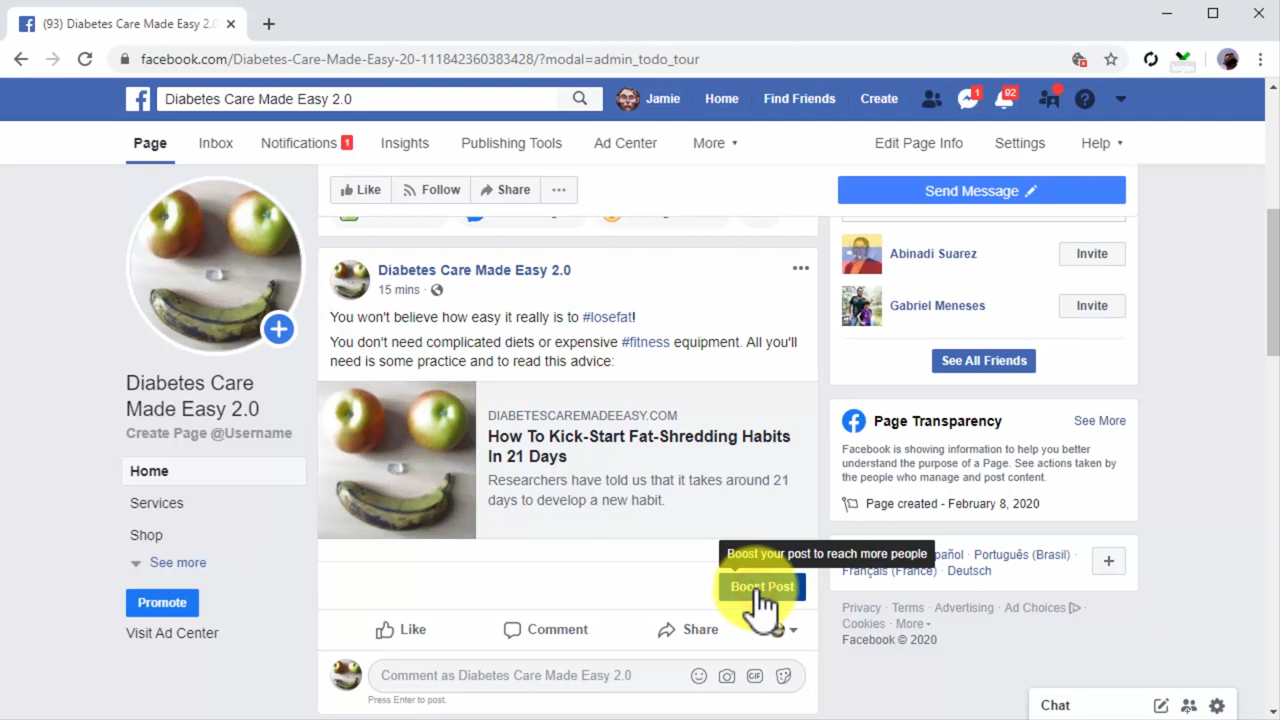 (93) Diabetes Care Made Easy 2.0
facebook.com/Diabetes-Care-Made-Easy-20-111842360383428/?modal=admin_todo_tour
Diabetes Care Made Easy 2.0
Jamie
Home
Find Friends
Create
1
92
Page
Inbox
Notifications 1
Insights
Publishing Tools
Ad Center
More
Edit Page Info
Settings
Help
Like
Follow
Share
Send Message
Diabetes Care
Made Easy 2.0
Create Page @Username
Home
Services
Shop
See more
Promote
Visit Ad Center
Diabetes Care Made Easy 2.0
15 mins ·
You won't believe how easy it really is to #losefat!
You don't need complicated diets or expensive #fitness equipment. All you'll
need is some practice and to read this advice:
DIABETESCAREMADEEASY.COM
How To Kick-Start Fat-Shredding Habits
In 21 Days
Researchers have told us that it takes around 21
days to develop a new habit.
Boost your post to reach more people
Boost Post
Like
Comment
Share
Comment as Diabetes Care Made Easy 2.0
GIF
Press Enter to post.
Abinadi Suarez
Invite
Gabriel Meneses
Invite
See All Friends
Page Transparency
See More
Facebook is showing information to help you better
understand the purpose of a Page. See actions taken by
the people who manage and post content.
Page created - February 8, 2020
· Português (Brasil) ·
Français (France) · Deutsch
Privacy · Terms · Advertising · Ad Choices ·
Cookies · More
Facebook © 2020
Chat